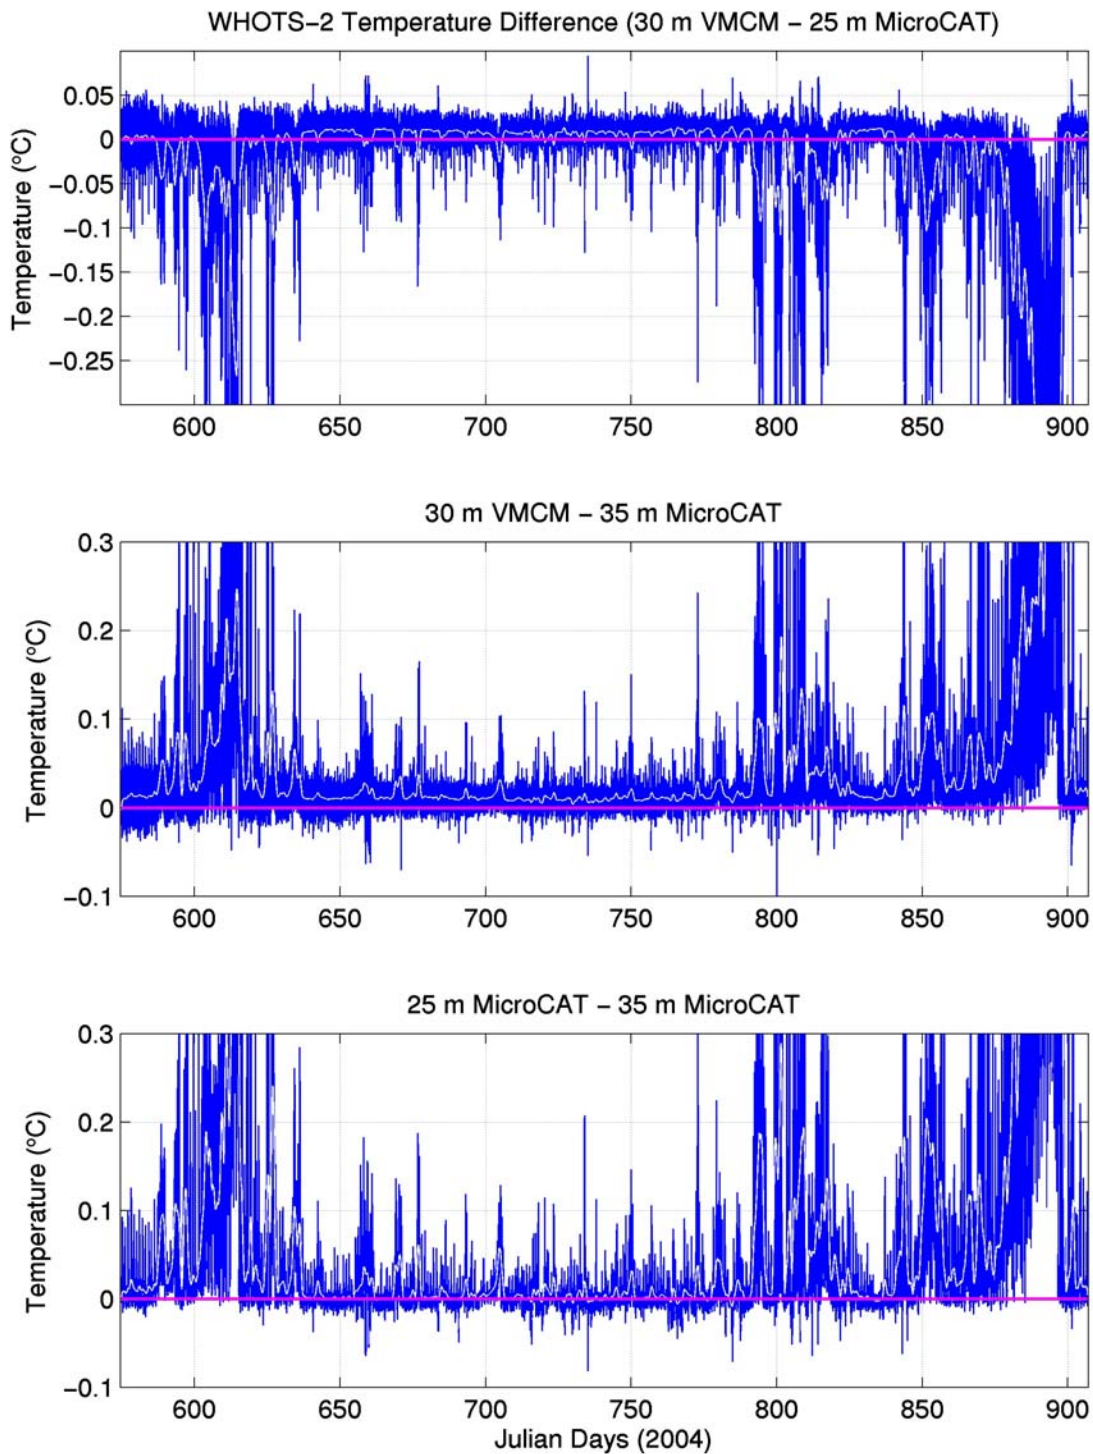 WHOTS−2 Temperature Difference (30 m VMCM − 25 m MicroCAT)
Temperature (°C)
0.05
0
−0.05
−0.1
−0.15
−0.2
−0.25
600 650 700 750 800 850 900
30 m VMCM − 35 m MicroCAT
Temperature (°C)
0.3
0.2
0.1
0
−0.1
600 650 700 750 800 850 900
25 m MicroCAT − 35 m MicroCAT
Temperature (°C)
0.3
0.2
0.1
0
−0.1
600 650 700 750 800 850 900
Julian Days (2004)